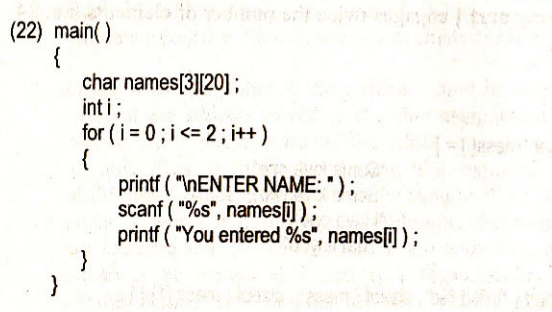 (22) main( )
{
char names[3][20] ;
int i ;
for ( i = 0 ; i <= 2 ; i++ )
{
printf ( "\nENTER NAME: " ) ;
scanf ( "%s", names[i] ) ;
printf ( "You entered %s", names[i] ) ;
}
}